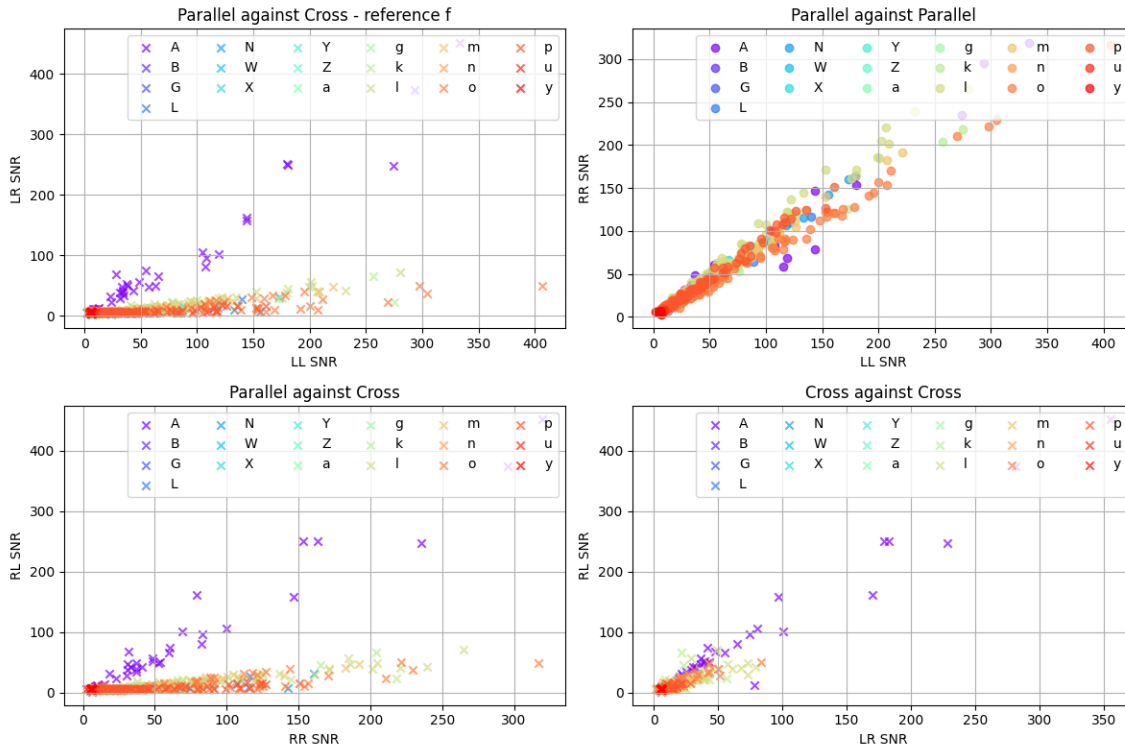 Parallel against Cross - reference f
LR SNR
400
300
200
100
0
A N Y g m p
B W Z k n u
G X a l o y
L
0 50 100 150 200 250 300 350 400
LL SNR
Parallel against Parallel
RR SNR
300
250
200
150
100
50
0
A N Y g m p
B W Z k n u
G X a l o y
L
0 50 100 150 200 250 300 350 400
LL SNR
Parallel against Cross
RL SNR
400
300
200
100
0
A N Y g m p
B W Z k n u
G X a l o y
L
0 50 100 150 200 250 300
RR SNR
Cross against Cross
RL SNR
400
300
200
100
0
A N Y g m p
B W Z k n u
G X a l o y
L
0 50 100 150 200 250 300 350
LR SNR